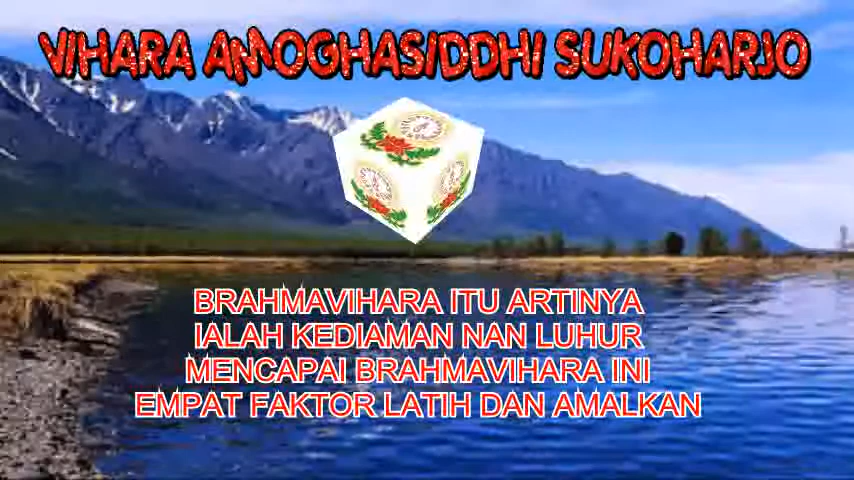 VIHARA AMOGHASIDDHI SUKOHARJO
BRAHMAVIHARA ITU ARTINYA
IALAH KEDIAMAN NAN LUHUR
MENCAPAI BRAHMAVIHARA INI
EMPAT FAKTOR LATIH DAN AMALKAN